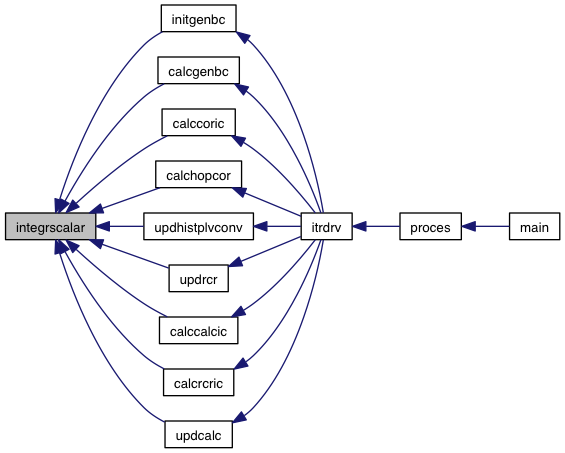 initgenbc
calcgenbc
calccoric
calchopcor
integrscalar
updhistplvconv
itrdrv
proces
main
updrcr
calccalcic
calcrcric
updcalc